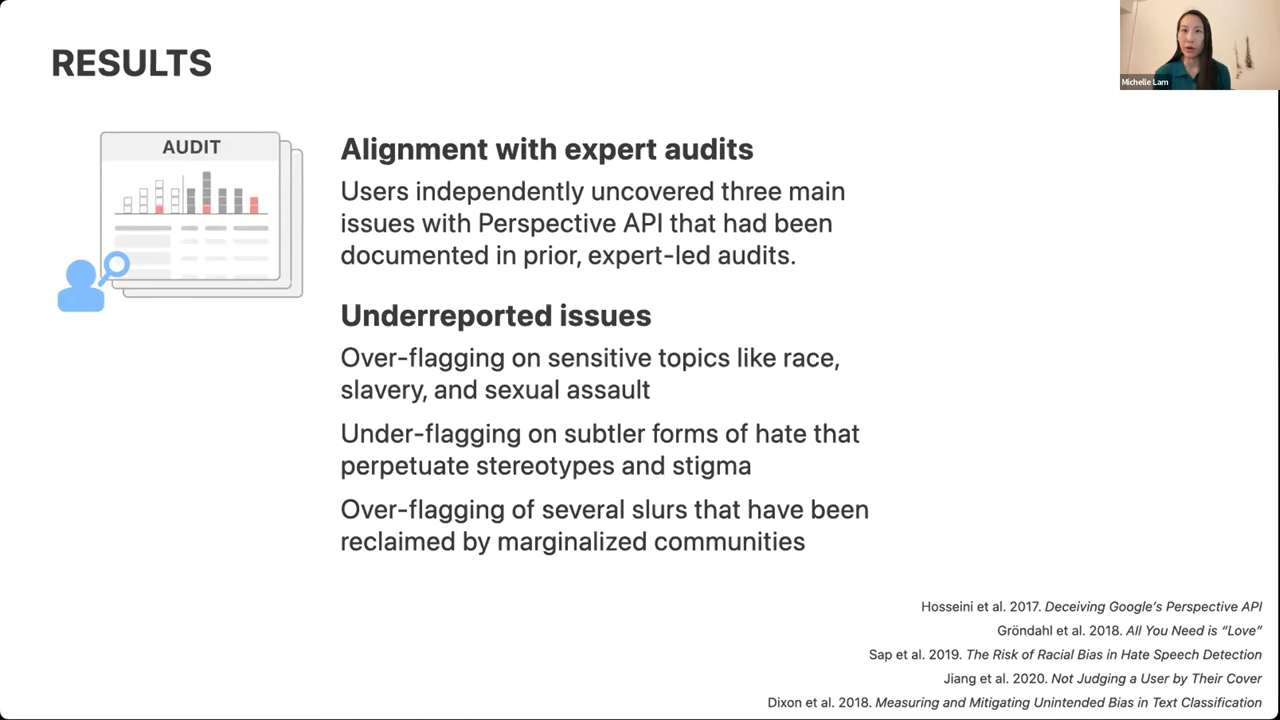 RESULTS
Michelle Lam
AUDIT
Alignment with expert audits
Users independently uncovered three main
issues with Perspective API that had been
documented in prior, expert-led audits.
Underreported issues
Over-flagging on sensitive topics like race,
slavery, and sexual assault
Under-flagging on subtler forms of hate that
perpetuate stereotypes and stigma
Over-flagging of several slurs that have been
reclaimed by marginalized communities
Hosseini et al. 2017. Deceiving Google’s Perspective API
Gröndahl et al. 2018. All You Need is “Love”
Sap et al. 2019. The Risk of Racial Bias in Hate Speech Detection
Jiang et al. 2020. Not Judging a User by Their Cover
Dixon et al. 2018. Measuring and Mitigating Unintended Bias in Text Classification